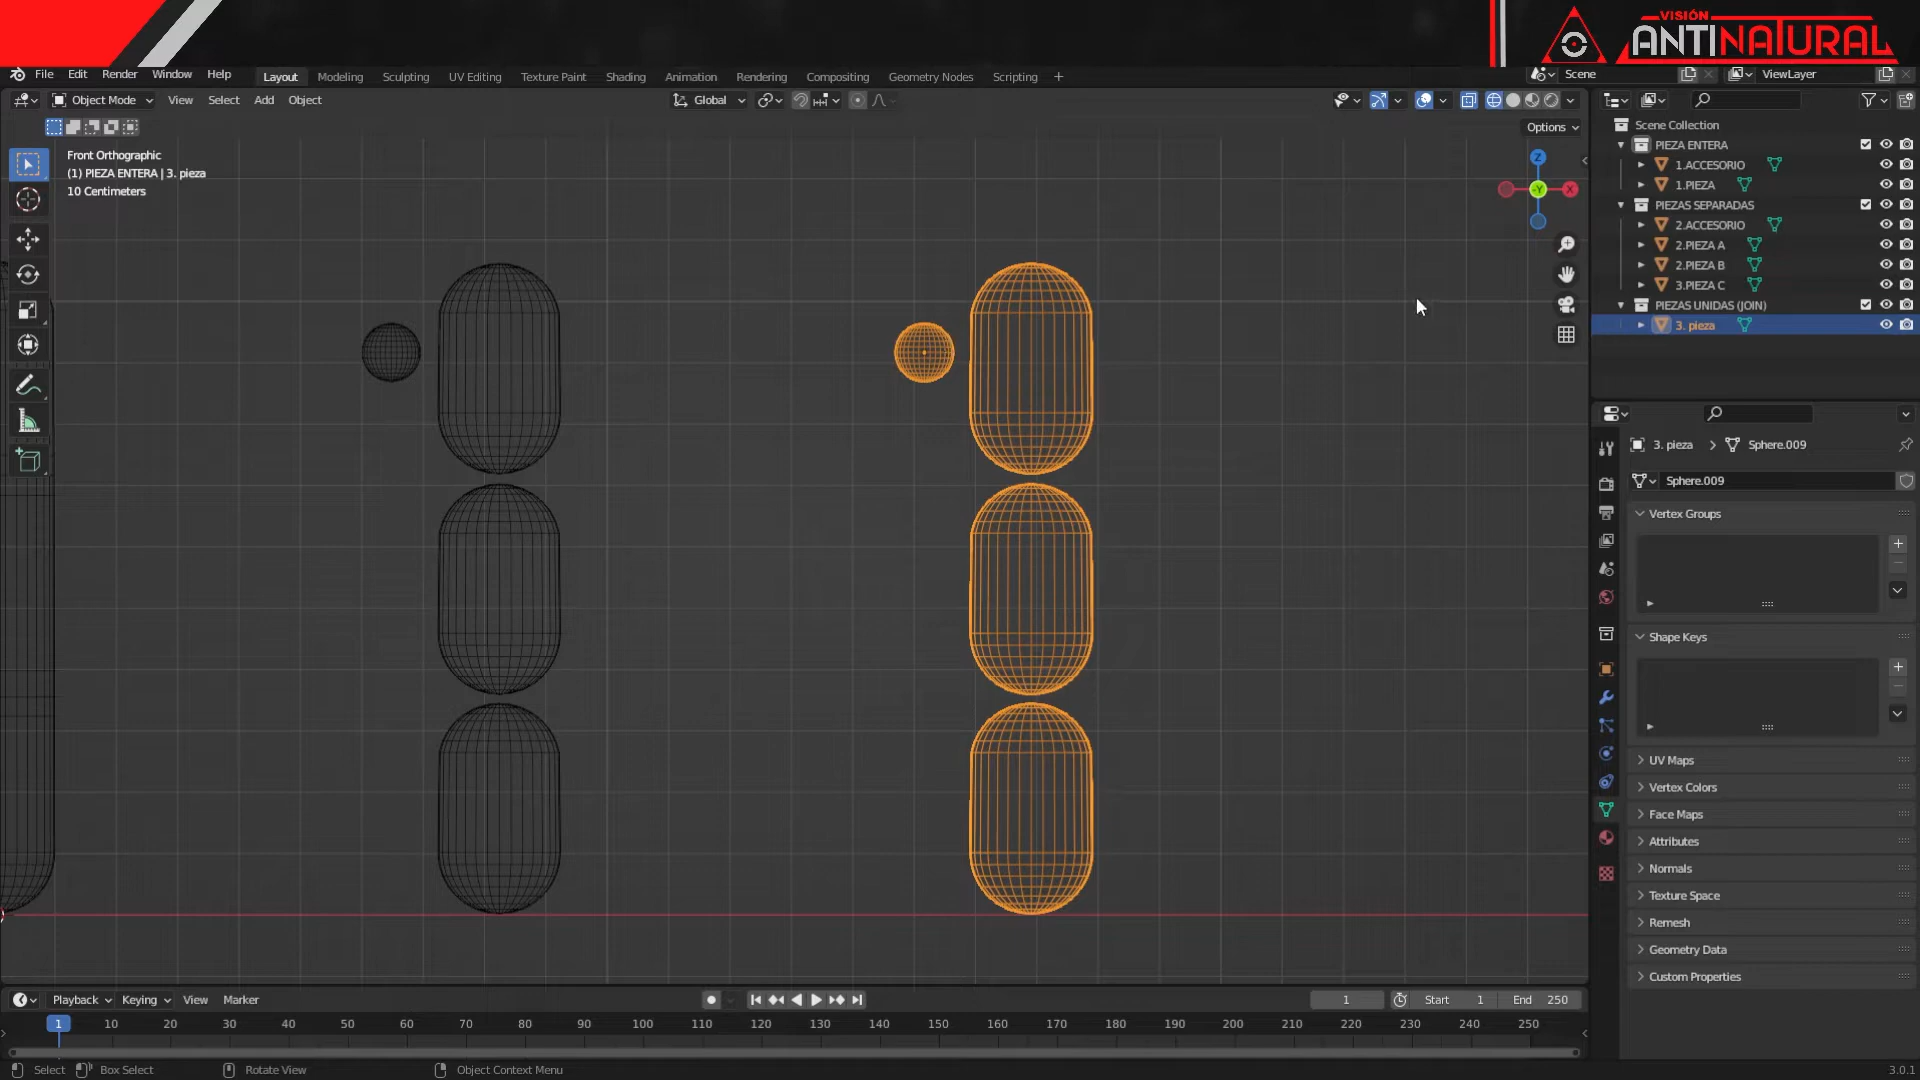 VISIÓN
ANTINATURAL
File Edit Render Window Help Layout Modeling Sculpting UV Editing Texture Paint Shading Animation Rendering Compositing Geometry Nodes Scripting + Scene ViewLayer
Object Mode View Select Add Object Global
Options
Front Orthographic
(1) PIEZA ENTERA | 3. pieza
10 Centimeters
Z
-Y
X
Scene Collection
PIEZA ENTERA
1.ACCESORIO
1.PIEZA
PIEZAS SEPARADAS
2.ACCESORIO
2.PIEZA A
2.PIEZA B
3.PIEZA C
PIEZAS UNIDAS (JOIN)
3. pieza
3. pieza > Sphere.009
Sphere.009
Vertex Groups
Shape Keys
UV Maps
Vertex Colors
Face Maps
Attributes
Normals
Texture Space
Remesh
Geometry Data
Custom Properties
Playback Keying View Marker 1 Start 1 End 250
1 10 20 30 40 50 60 70 80 90 100 110 120 130 140 150 160 170 180 190 200 210 220 230 240 250
Select Box Select Rotate View Object Context Menu 3.0.1